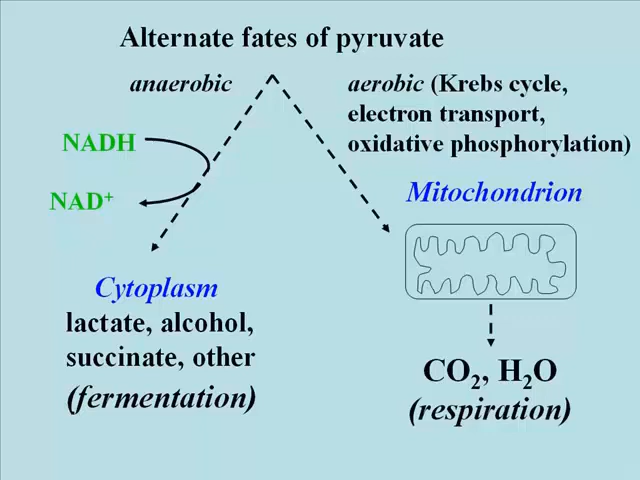 Alternate fates of pyruvate
anaerobic
aerobic (Krebs cycle,
electron transport,
oxidative phosphorylation)
NADH
NAD⁺
Mitochondrion
Cytoplasm
lactate, alcohol,
succinate, other
(fermentation)
CO₂, H₂O
(respiration)